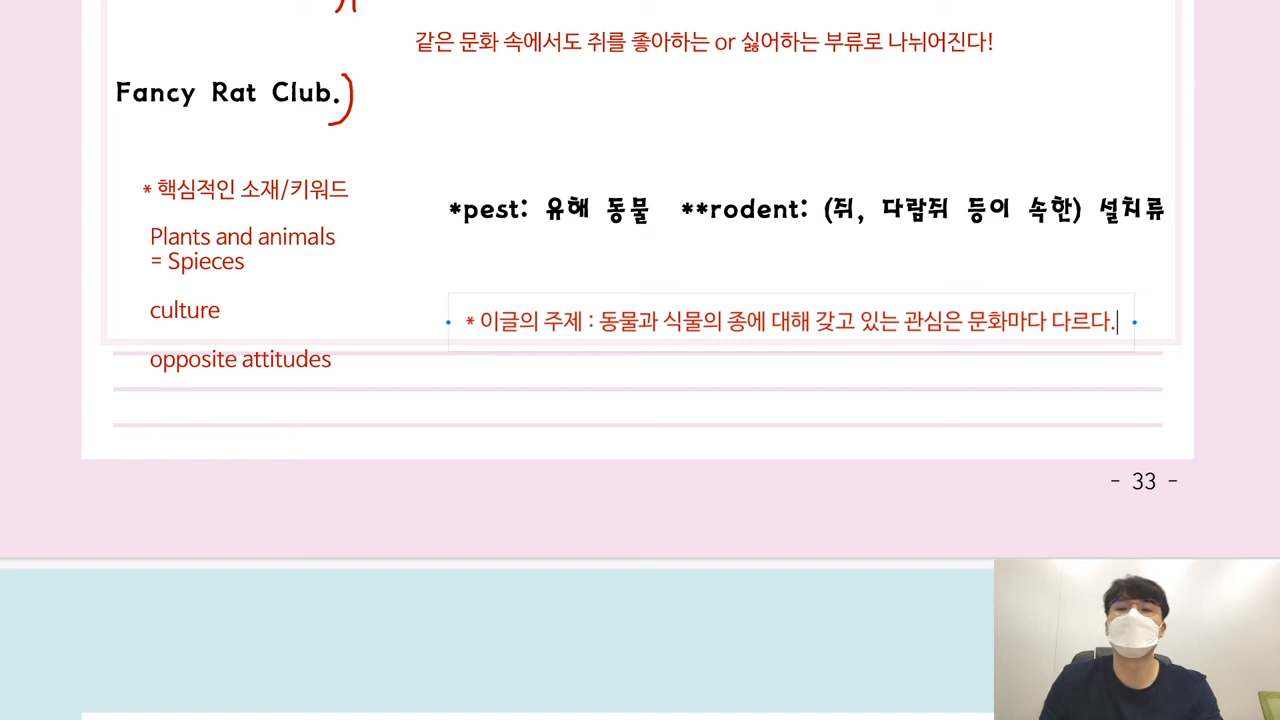 같은 문화 속에서도 쥐를 좋아하는 or 싫어하는 부류로 나뉘어진다!
Fancy Rat Club.
* 핵심적인 소재/키워드
*pest: 유해 동물 **rodent: (쥐, 다람쥐 등이 속한) 설치류
Plants and animals
= Spieces
culture
* 이글의 주제 : 동물과 식물의 종에 대해 갖고 있는 관심은 문화마다 다르다.
opposite attitudes
- 33 -